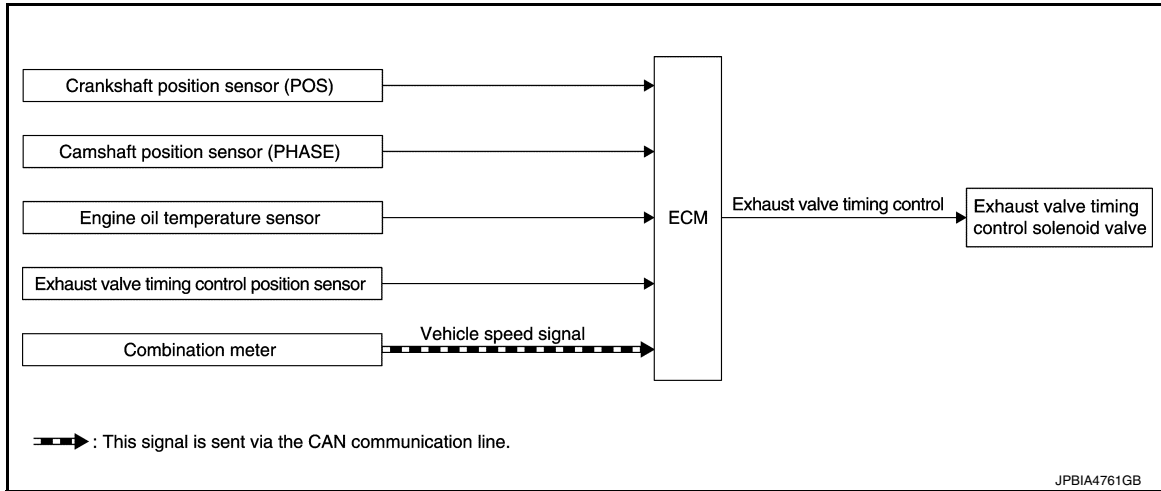 Crankshaft position sensor (POS)
Camshaft position sensor (PHASE)
Engine oil temperature sensor
Exhaust valve timing control position sensor
Combination meter
Vehicle speed signal
ECM
Exhaust valve timing control
Exhaust valve timing
control solenoid valve
: This signal is sent via the CAN communication line.
JPBIA4761GB